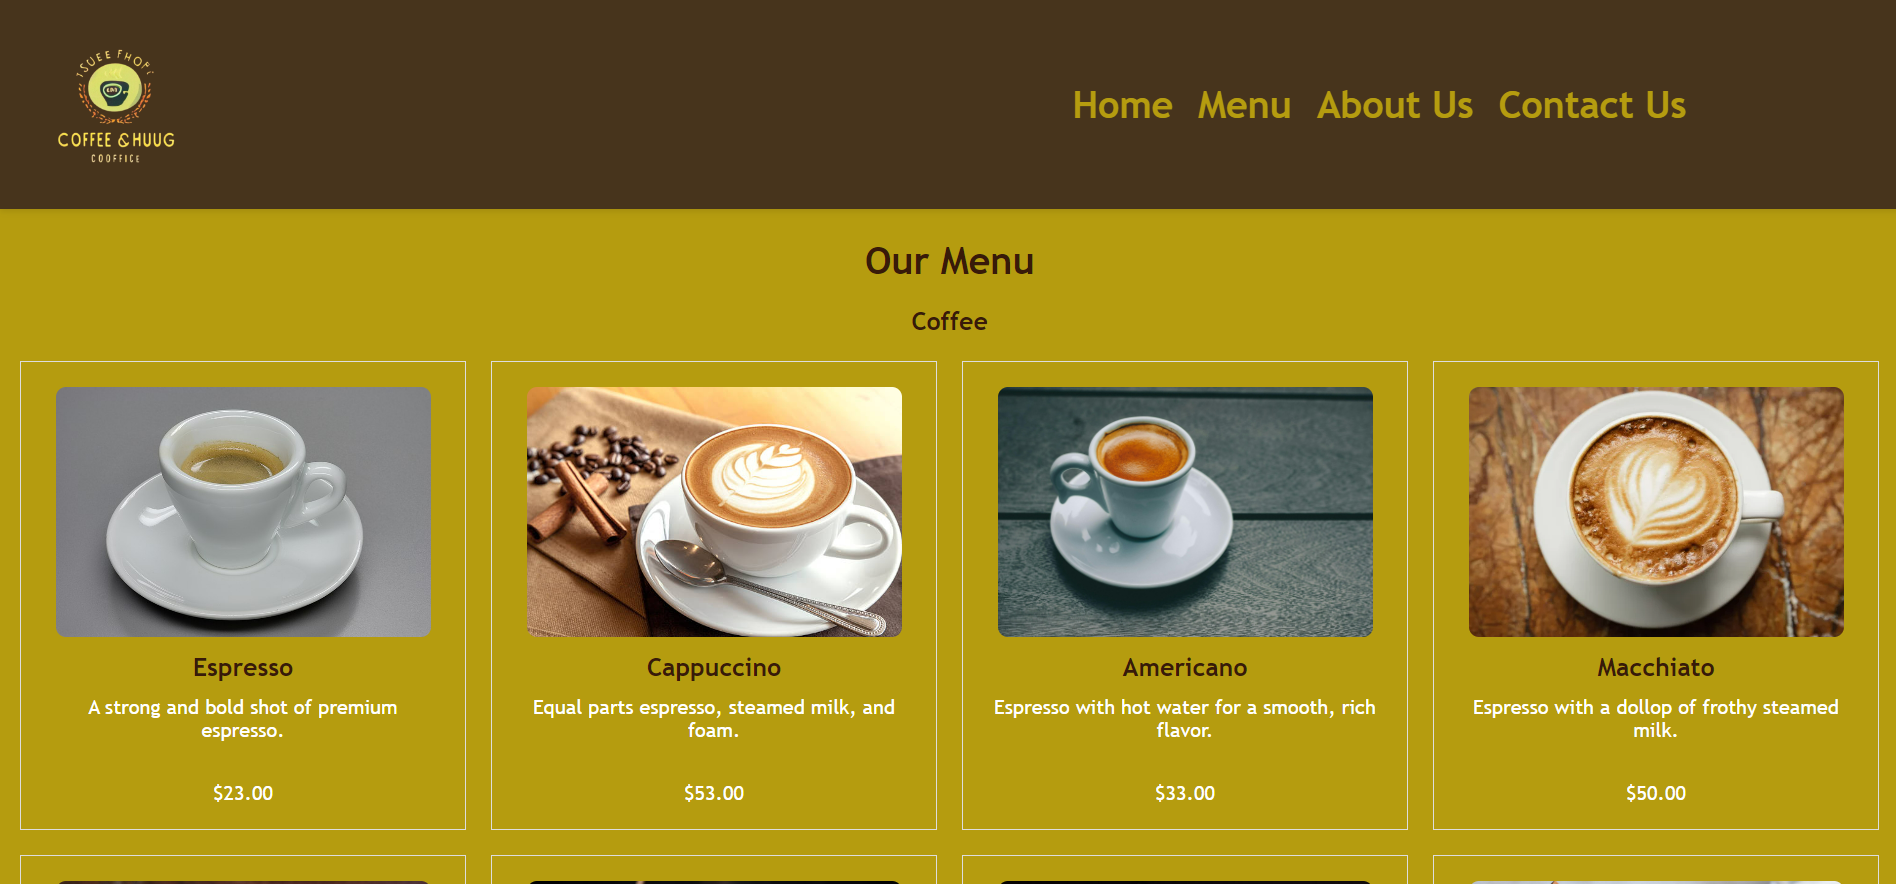 ISUEE FHOP
COFFEE & HUUG
COOFFICE
Home Menu About Us Contact Us
Our Menu
Coffee
Espresso
A strong and bold shot of premium
espresso.
$23.00
Cappuccino
Equal parts espresso, steamed milk, and
foam.
$53.00
Americano
Espresso with hot water for a smooth, rich
flavor.
$33.00
Macchiato
Espresso with a dollop of frothy steamed
milk.
$50.00